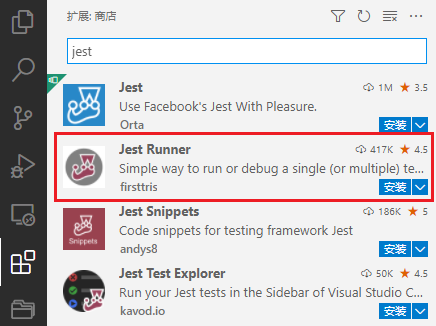 扩展: 商店
jest
Jest 1M 3.5
Use Facebook's Jest With Pleasure.
Orta 安装
Jest Runner 417K 4.5
Simple way to run or debug a single (or multiple) te...
firsttris 安装
Jest Snippets 186K 5
Code snippets for testing framework Jest
andys8 安装
Snippets
Jest Test Explorer 50K 4.5
Run your Jest tests in the Sidebar of Visual Studio C...
kavod.io 安装